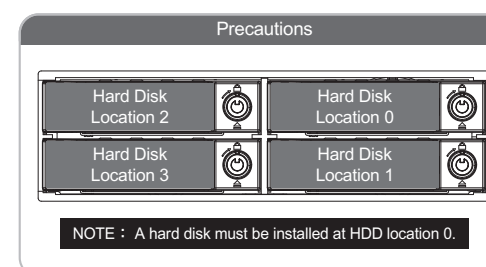 Precautions
Hard Disk
Location 2
Hard Disk
Location 0
Hard Disk
Location 3
Hard Disk
Location 1
NOTE： A hard disk must be installed at HDD location 0.